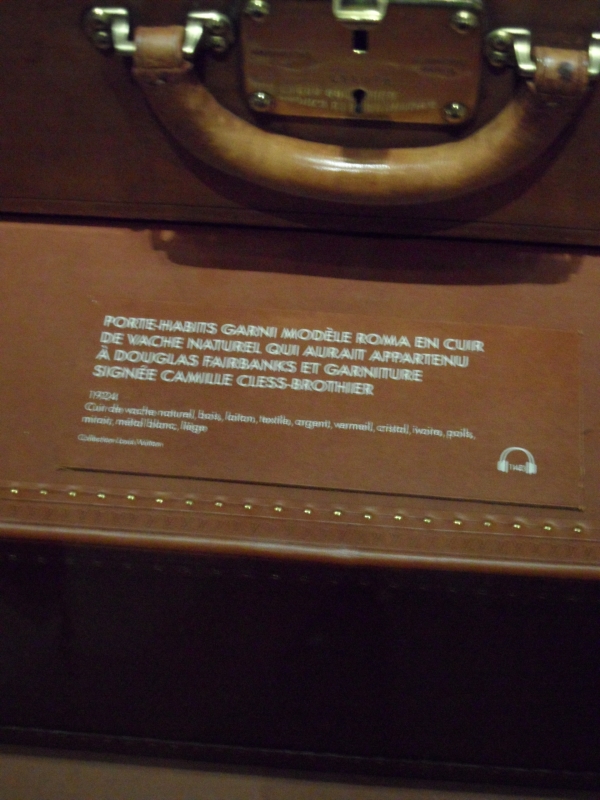 PORTE-HABITS GARNI MODÈLE ROMA EN CUIR
DE VACHE NATUREL QUI AURAIT APPARTENU
À DOUGLAS FAIRBANKS ET GARNITURE
SIGNÉE CAMILLE CLESS-BROTHIER
1924
Cuir de vache naturel, bois, laiton, textile, argent, vermeil, cristal, ivoire, poils,
miroir, métal blanc, liège
Collection Louis Vuitton